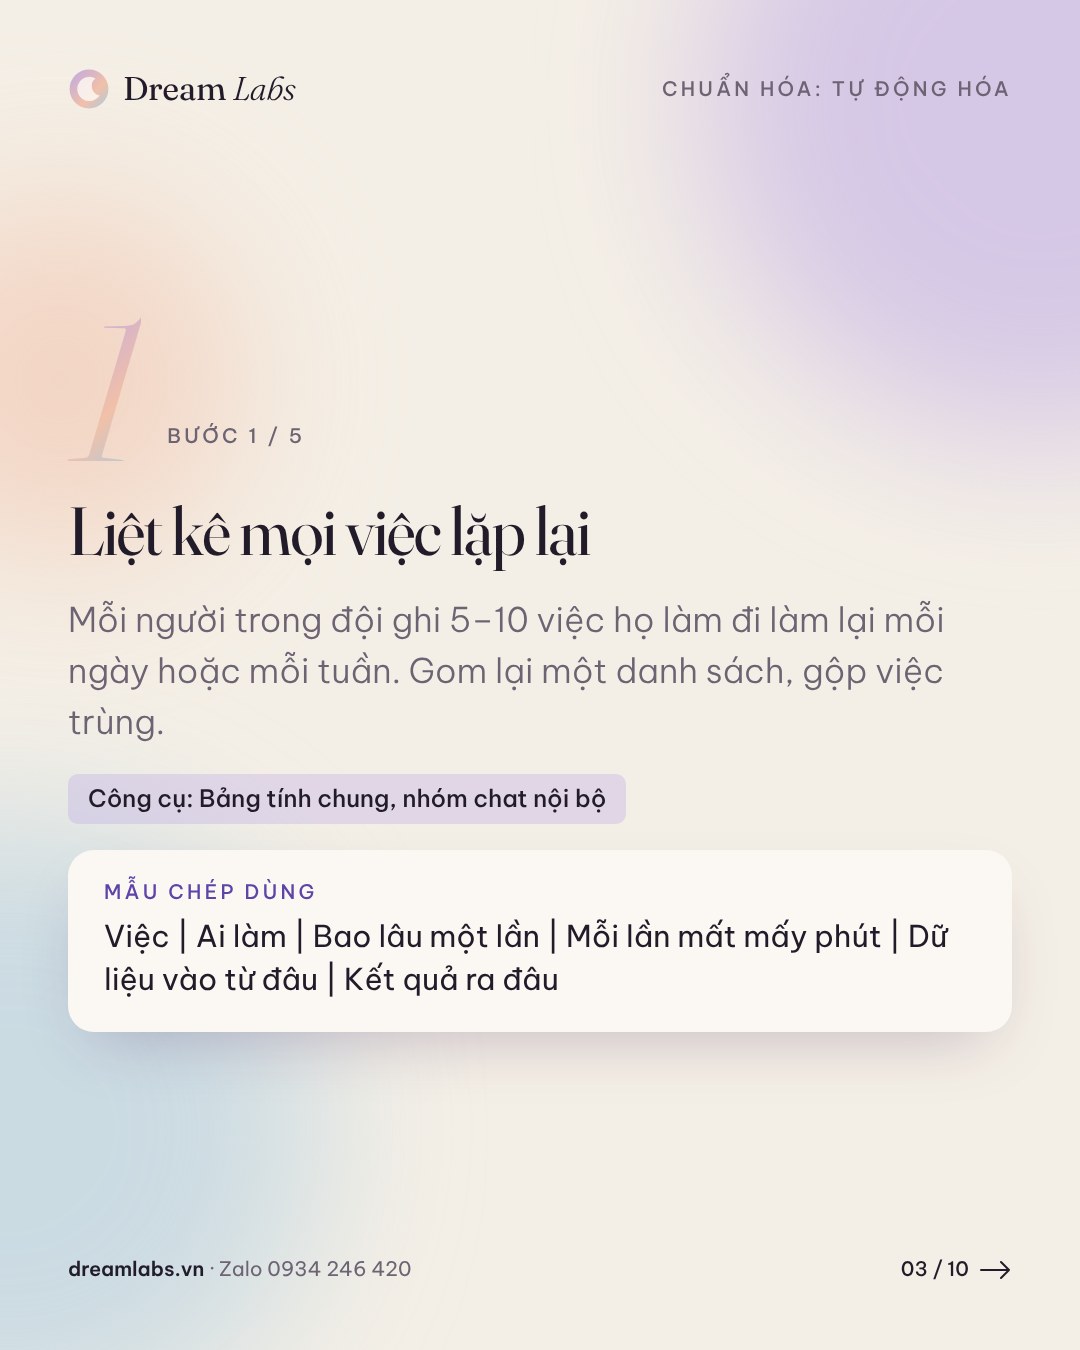 Dream Labs
CHUẨN HÓA: TỰ ĐỘNG HÓA
1
BƯỚC 1 / 5
Liệt kê mọi việc lặp lại
Mỗi người trong đội ghi 5–10 việc họ làm đi làm lại mỗi
ngày hoặc mỗi tuần. Gom lại một danh sách, gộp việc
trùng.
Công cụ: Bảng tính chung, nhóm chat nội bộ
MẪU CHÉP DÙNG
Việc | Ai làm | Bao lâu một lần | Mỗi lần mất mấy phút | Dữ
liệu vào từ đâu | Kết quả ra đâu
dreamlabs.vn · Zalo 0934 246 420
03 / 10 →